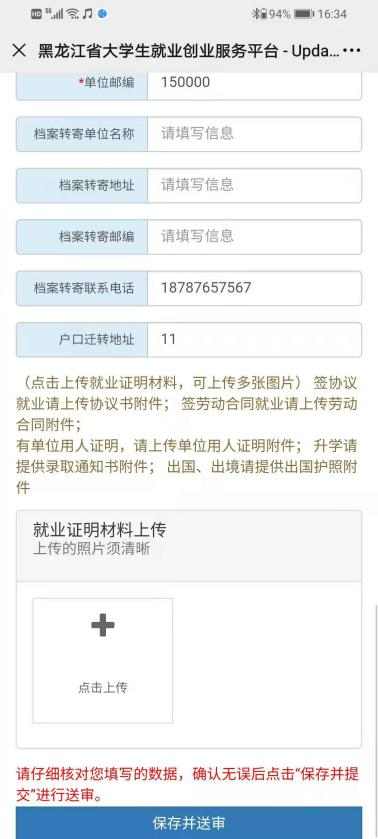 HD 5G 94% 16:34
黑龙江省大学生就业创业服务平台 - Upda...
*单位邮编 150000
档案转寄单位名称 请填写信息
档案转寄地址 请填写信息
档案转寄邮编 请填写信息
档案转寄联系电话 18787657567
户口迁转地址 11
（点击上传就业证明材料，可上传多张图片） 签协议
就业请上传协议书附件； 签劳动合同就业请上传劳动
合同附件；
有单位用人证明，请上传单位用人证明附件； 升学请
提供录取通知书附件； 出国、出境请提供出国护照附
件
就业证明材料上传
上传的照片须清晰
点击上传
请仔细核对您填写的数据，确认无误后点击“保存并提
交”进行送审。
保存并送审